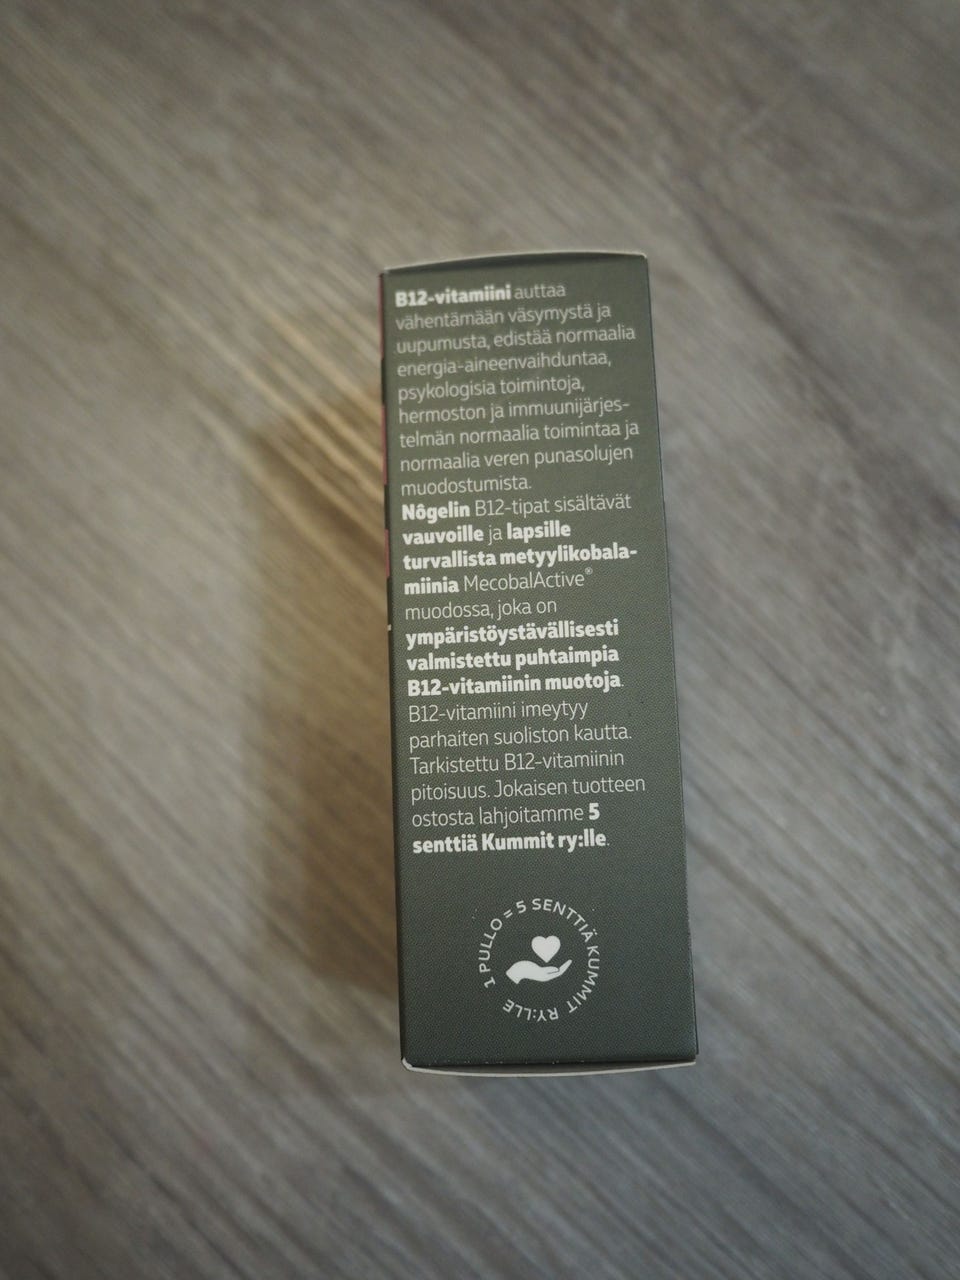 B12-vitamiini auttaa
vähentämään väsymystä ja
uupumusta, edistää normaalia
energia-aineenvaihduntaa,
psykologisia toimintoja,
hermoston ja immuunijärjes-
telmän normaalia toimintaa ja
normaalia veren punasolujen
muodostumista.
Nôgelin B12-tipat sisältävät
vauvoille ja lapsille
turvallista metyylikobala-
miinia MecobalActive®
muodossa, joka on
ympäristöystävällisesti
valmistettu puhtaimpia
B12-vitamiinin muotoja.
B12-vitamiini imeytyy
parhaiten suoliston kautta.
Tarkistettu B12-vitamiinin
pitoisuus. Jokaisen tuotteen
ostosta lahjoitamme 5
senttiä Kummit ry:lle.
1 PULLO = 5 SENTTIÄ KUMMIT RY:LLE